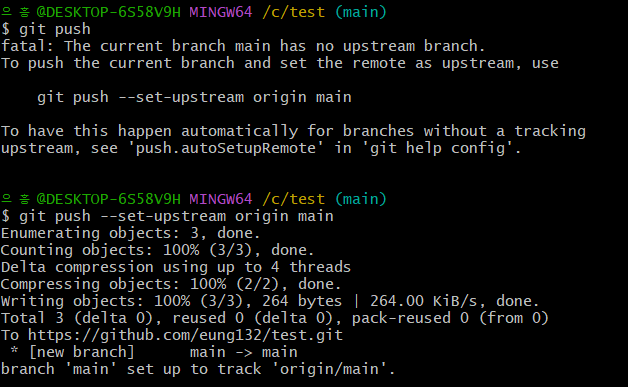 으 흘 @DESKTOP-6S58V9H MINGW64 /c/test (main)
$ git push
fatal: The current branch main has no upstream branch.
To push the current branch and set the remote as upstream, use
    git push --set-upstream origin main
To have this happen automatically for branches without a tracking
upstream, see 'push.autoSetupRemote' in 'git help config'.
으 흘 @DESKTOP-6S58V9H MINGW64 /c/test (main)
$ git push --set-upstream origin main
Enumerating objects: 3, done.
Counting objects: 100% (3/3), done.
Delta compression using up to 4 threads
Compressing objects: 100% (2/2), done.
Writing objects: 100% (3/3), 264 bytes | 264.00 KiB/s, done.
Total 3 (delta 0), reused 0 (delta 0), pack-reused 0 (from 0)
To https://github.com/eung132/test.git
 * [new branch]      main -> main
branch 'main' set up to track 'origin/main'.